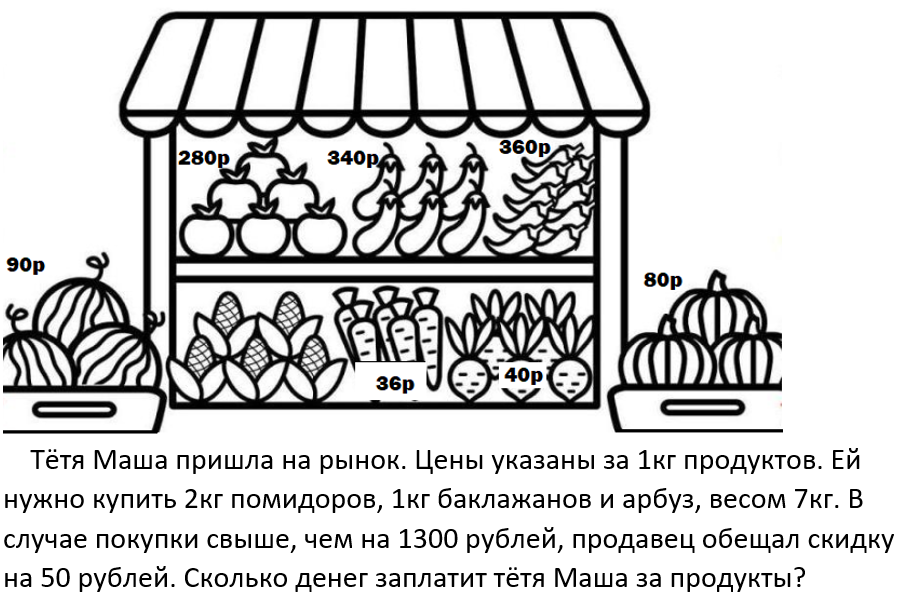 280р
340р
360р
90р
80р
36р
40р
Тётя Маша пришла на рынок. Цены указаны за 1кг продуктов. Ей
нужно купить 2кг помидоров, 1кг баклажанов и арбуз, весом 7кг. В
случае покупки свыше, чем на 1300 рублей, продавец обещал скидку
на 50 рублей. Сколько денег заплатит тётя Маша за продукты?